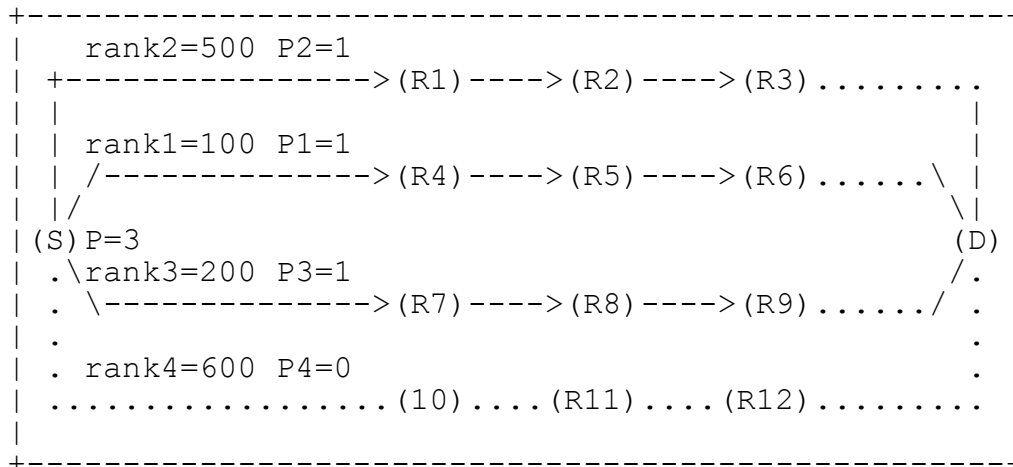 rank2=500 P2=1
+---------------->(R1)---->(R2)---->(R3).........
rank1=100 P1=1
/-------------->(R4)---->(R5)---->(R6)......\
(S)P=3 (D)
rank3=200 P3=1
\-------------->(R7)---->(R8)---->(R9)....../
rank4=600 P4=0
..................(10)....(R11)....(R12).........